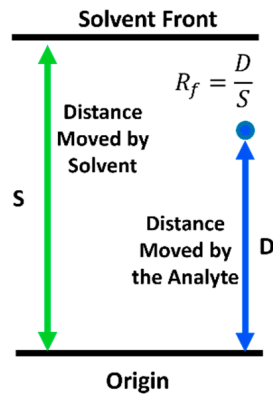 Solvent Front
R_f = D/S
Distance
Moved by
Solvent
S
Distance
Moved by
the Analyte
D
Origin